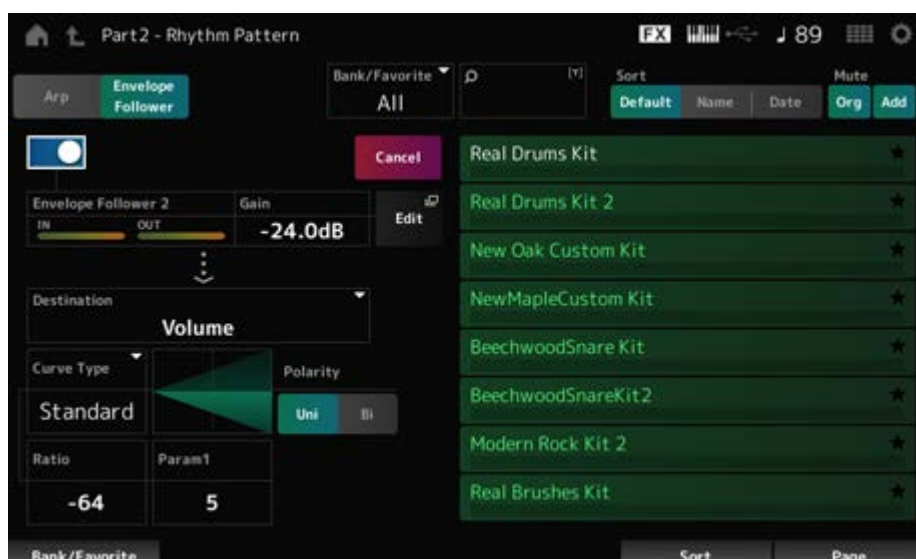 Part2 - Rhythm Pattern
FX
♩ 89
Arp
Envelope
Follower
Bank/Favorite
All
[Y]
Sort
Default Name Date
Mute
Org Add
Cancel
Envelope Follower 2
IN OUT
Gain
-24.0dB
Edit
Destination
Volume
Curve Type
Standard
Polarity
Uni Bi
Ratio
-64
Param1
5
Real Drums Kit
Real Drums Kit 2
New Oak Custom Kit
NewMapleCustom Kit
BeechwoodSnare Kit
BeechwoodSnareKit2
Modern Rock Kit 2
Real Brushes Kit
Bank/Favorite
Sort
Page